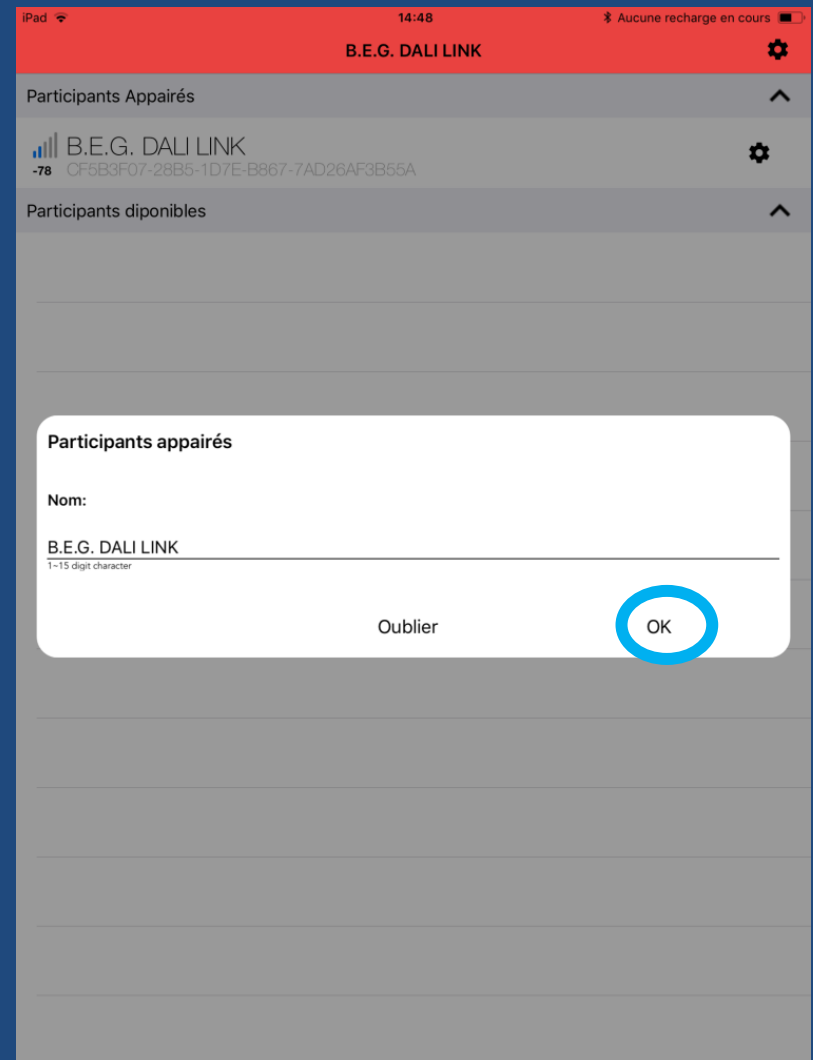 iPad 14:48 Aucune recharge en cours
B.E.G. DALI LINK
Participants Appairés
B.E.G. DALI LINK
-78 CF5B3F07-28B5-1D7E-B867-7AD26AF3B55A
Participants diponibles
Participants appairés
Nom:
B.E.G. DALI LINK
1~15 digit character
Oublier OK